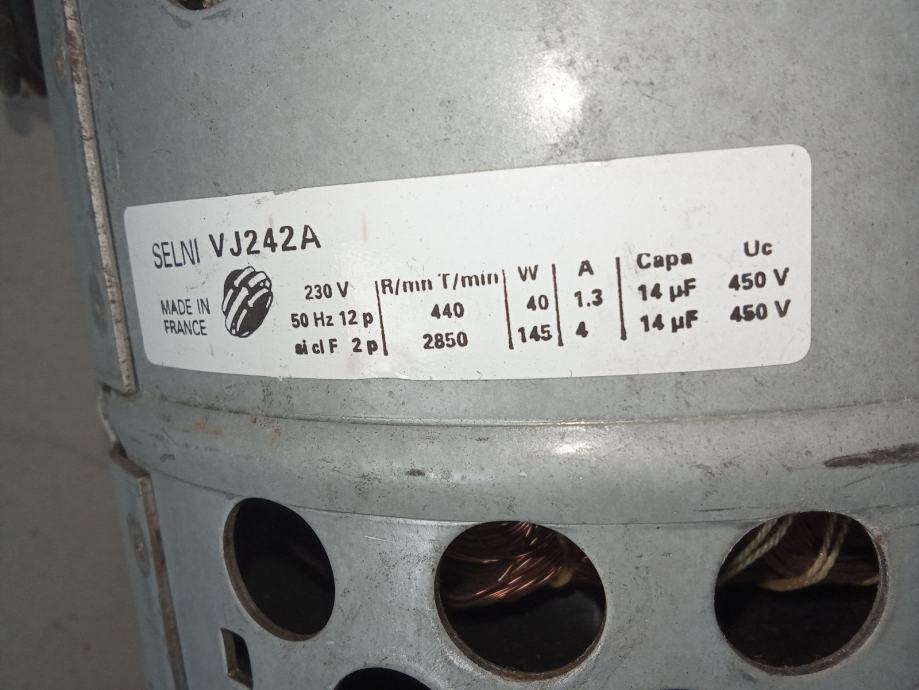 SELNI VJ242A
MADE IN
FRANCE
230 V R/mn T/min W A Capa Uc
50 Hz 12 p 440 40 1.3 14 µF 450 V
si cl F 2 p 2850 145 4 14 µF 450 V